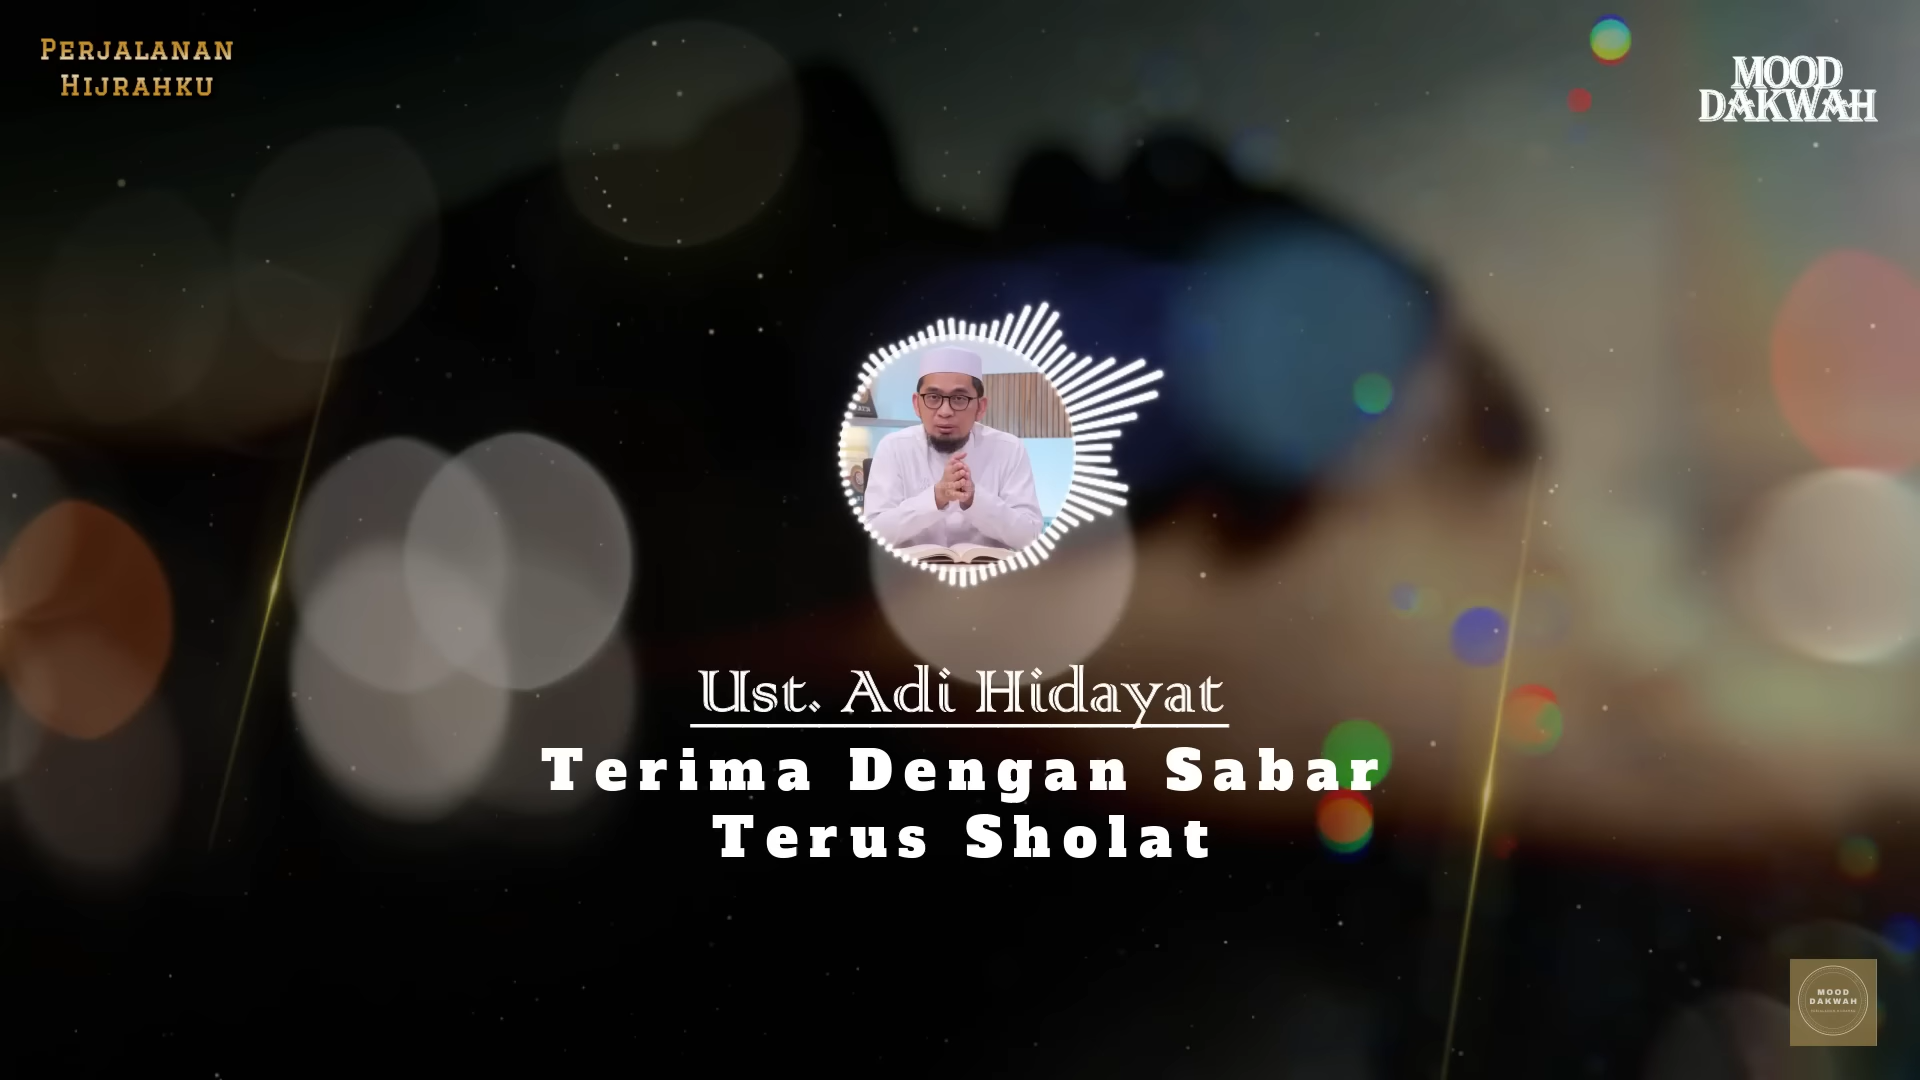 PERJALANAN
HIJRAHKU
MOOD
DAKWAH
Ust. Adi Hidayat
Terima Dengan Sabar
Terus Sholat
MOOD
DAKWAH